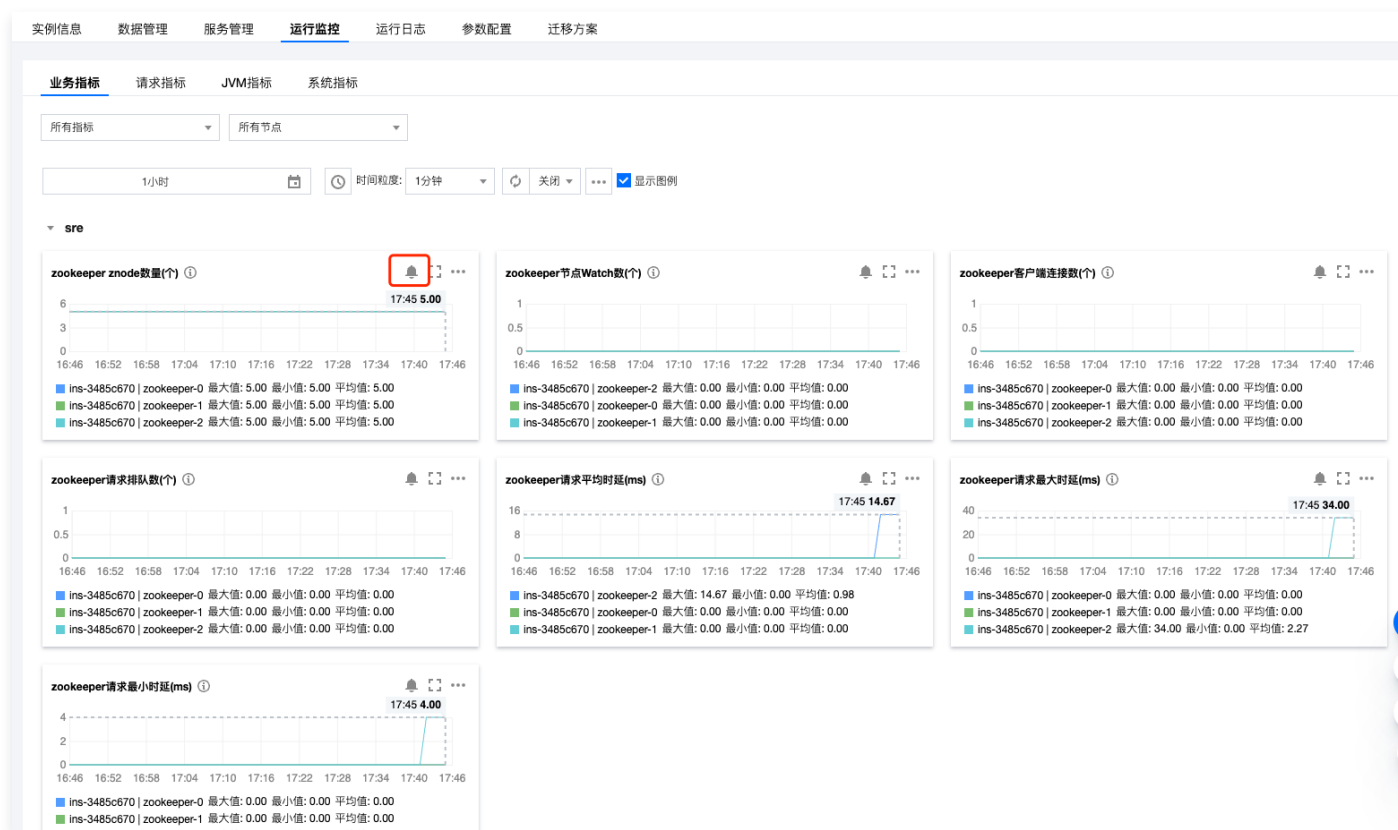 实例信息 数据管理 服务管理 运行监控 运行日志 参数配置 迁移方案
业务指标 请求指标 JVM指标 系统指标
所有指标 所有节点
1小时 时间粒度: 1分钟 关闭 显示图例
sre
zookeeper znode数量(个)
17:45 5.00
6
3
0
16:46 16:52 16:58 17:04 17:10 17:16 17:22 17:28 17:34 17:40 17:46
ins-3485c670 | zookeeper-0 最大值: 5.00 最小值: 5.00 平均值: 5.00
ins-3485c670 | zookeeper-1 最大值: 5.00 最小值: 5.00 平均值: 5.00
ins-3485c670 | zookeeper-2 最大值: 5.00 最小值: 5.00 平均值: 5.00
zookeeper节点Watch数(个)
1
0.5
0
16:46 16:52 16:58 17:04 17:10 17:16 17:22 17:28 17:34 17:40 17:46
ins-3485c670 | zookeeper-2 最大值: 0.00 最小值: 0.00 平均值: 0.00
ins-3485c670 | zookeeper-0 最大值: 0.00 最小值: 0.00 平均值: 0.00
ins-3485c670 | zookeeper-1 最大值: 0.00 最小值: 0.00 平均值: 0.00
zookeeper客户端连接数(个)
1
0.5
0
16:46 16:52 16:58 17:04 17:10 17:16 17:22 17:28 17:34 17:40 17:46
ins-3485c670 | zookeeper-0 最大值: 0.00 最小值: 0.00 平均值: 0.00
ins-3485c670 | zookeeper-1 最大值: 0.00 最小值: 0.00 平均值: 0.00
ins-3485c670 | zookeeper-2 最大值: 0.00 最小值: 0.00 平均值: 0.00
zookeeper请求排队数(个)
1
0.5
0
16:46 16:52 16:58 17:04 17:10 17:16 17:22 17:28 17:34 17:40 17:46
ins-3485c670 | zookeeper-0 最大值: 0.00 最小值: 0.00 平均值: 0.00
ins-3485c670 | zookeeper-1 最大值: 0.00 最小值: 0.00 平均值: 0.00
ins-3485c670 | zookeeper-2 最大值: 0.00 最小值: 0.00 平均值: 0.00
zookeeper请求平均时延(ms)
17:45 14.67
16
8
0
16:46 16:52 16:58 17:04 17:10 17:16 17:22 17:28 17:34 17:40 17:46
ins-3485c670 | zookeeper-2 最大值: 14.67 最小值: 0.00 平均值: 0.98
ins-3485c670 | zookeeper-0 最大值: 0.00 最小值: 0.00 平均值: 0.00
ins-3485c670 | zookeeper-1 最大值: 0.00 最小值: 0.00 平均值: 0.00
zookeeper请求最大时延(ms)
17:45 34.00
40
20
0
16:46 16:52 16:58 17:04 17:10 17:16 17:22 17:28 17:34 17:40 17:46
ins-3485c670 | zookeeper-0 最大值: 0.00 最小值: 0.00 平均值: 0.00
ins-3485c670 | zookeeper-1 最大值: 0.00 最小值: 0.00 平均值: 0.00
ins-3485c670 | zookeeper-2 最大值: 34.00 最小值: 0.00 平均值: 2.27
zookeeper请求最小时延(ms)
17:45 4.00
4
2
0
16:46 16:52 16:58 17:04 17:10 17:16 17:22 17:28 17:34 17:40 17:46
ins-3485c670 | zookeeper-0 最大值: 0.00 最小值: 0.00 平均值: 0.00
ins-3485c670 | zookeeper-1 最大值: 0.00 最小值: 0.00 平均值: 0.00